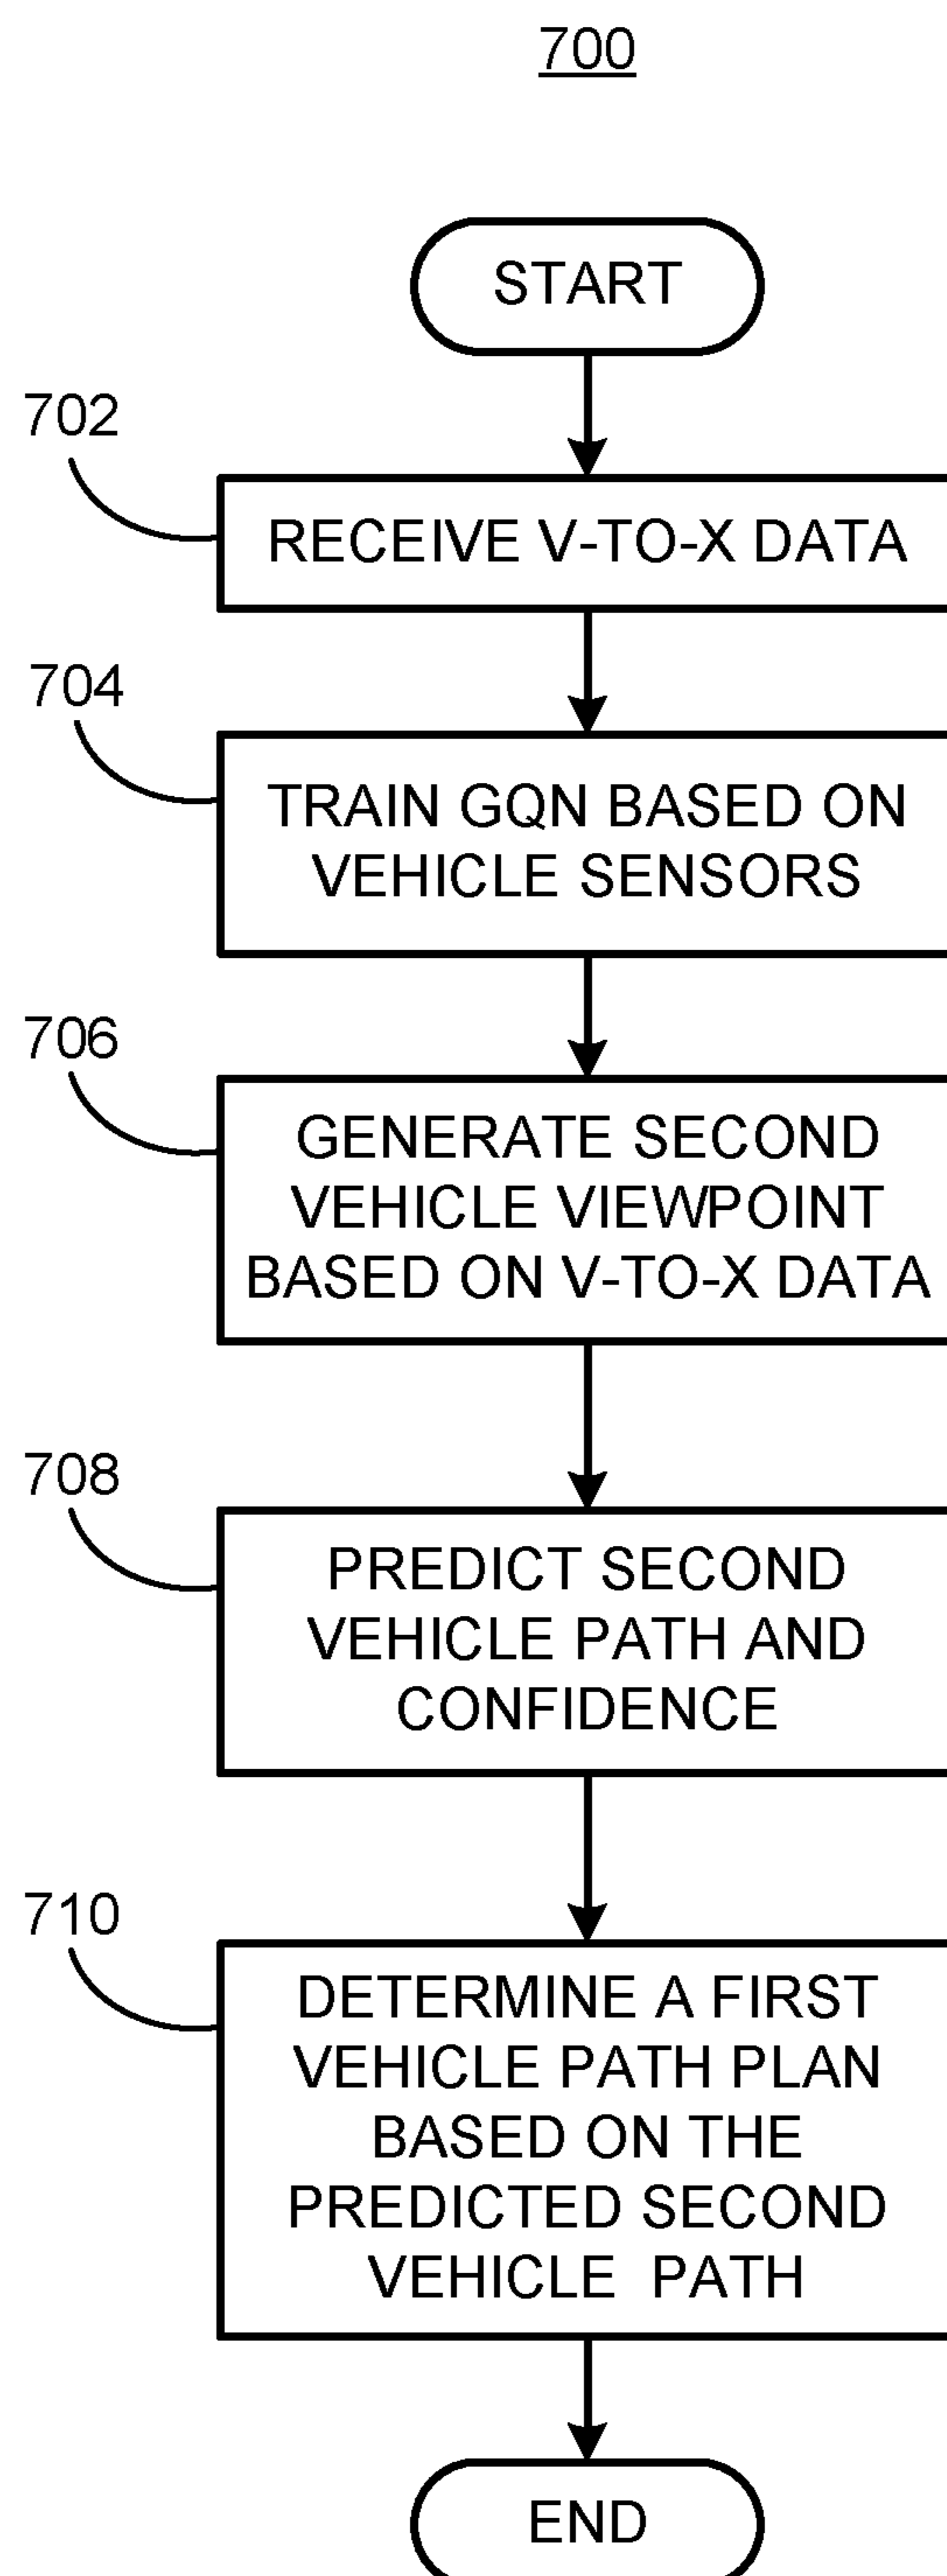 700
START
702
RECEIVE V-TO-X DATA
704
TRAIN GQN BASED ON
VEHICLE SENSORS
706
GENERATE SECOND
VEHICLE VIEWPOINT
BASED ON V-TO-X DATA
708
PREDICT SECOND
VEHICLE PATH AND
CONFIDENCE
710
DETERMINE A FIRST
VEHICLE PATH PLAN
BASED ON THE
PREDICTED SECOND
VEHICLE PATH
END